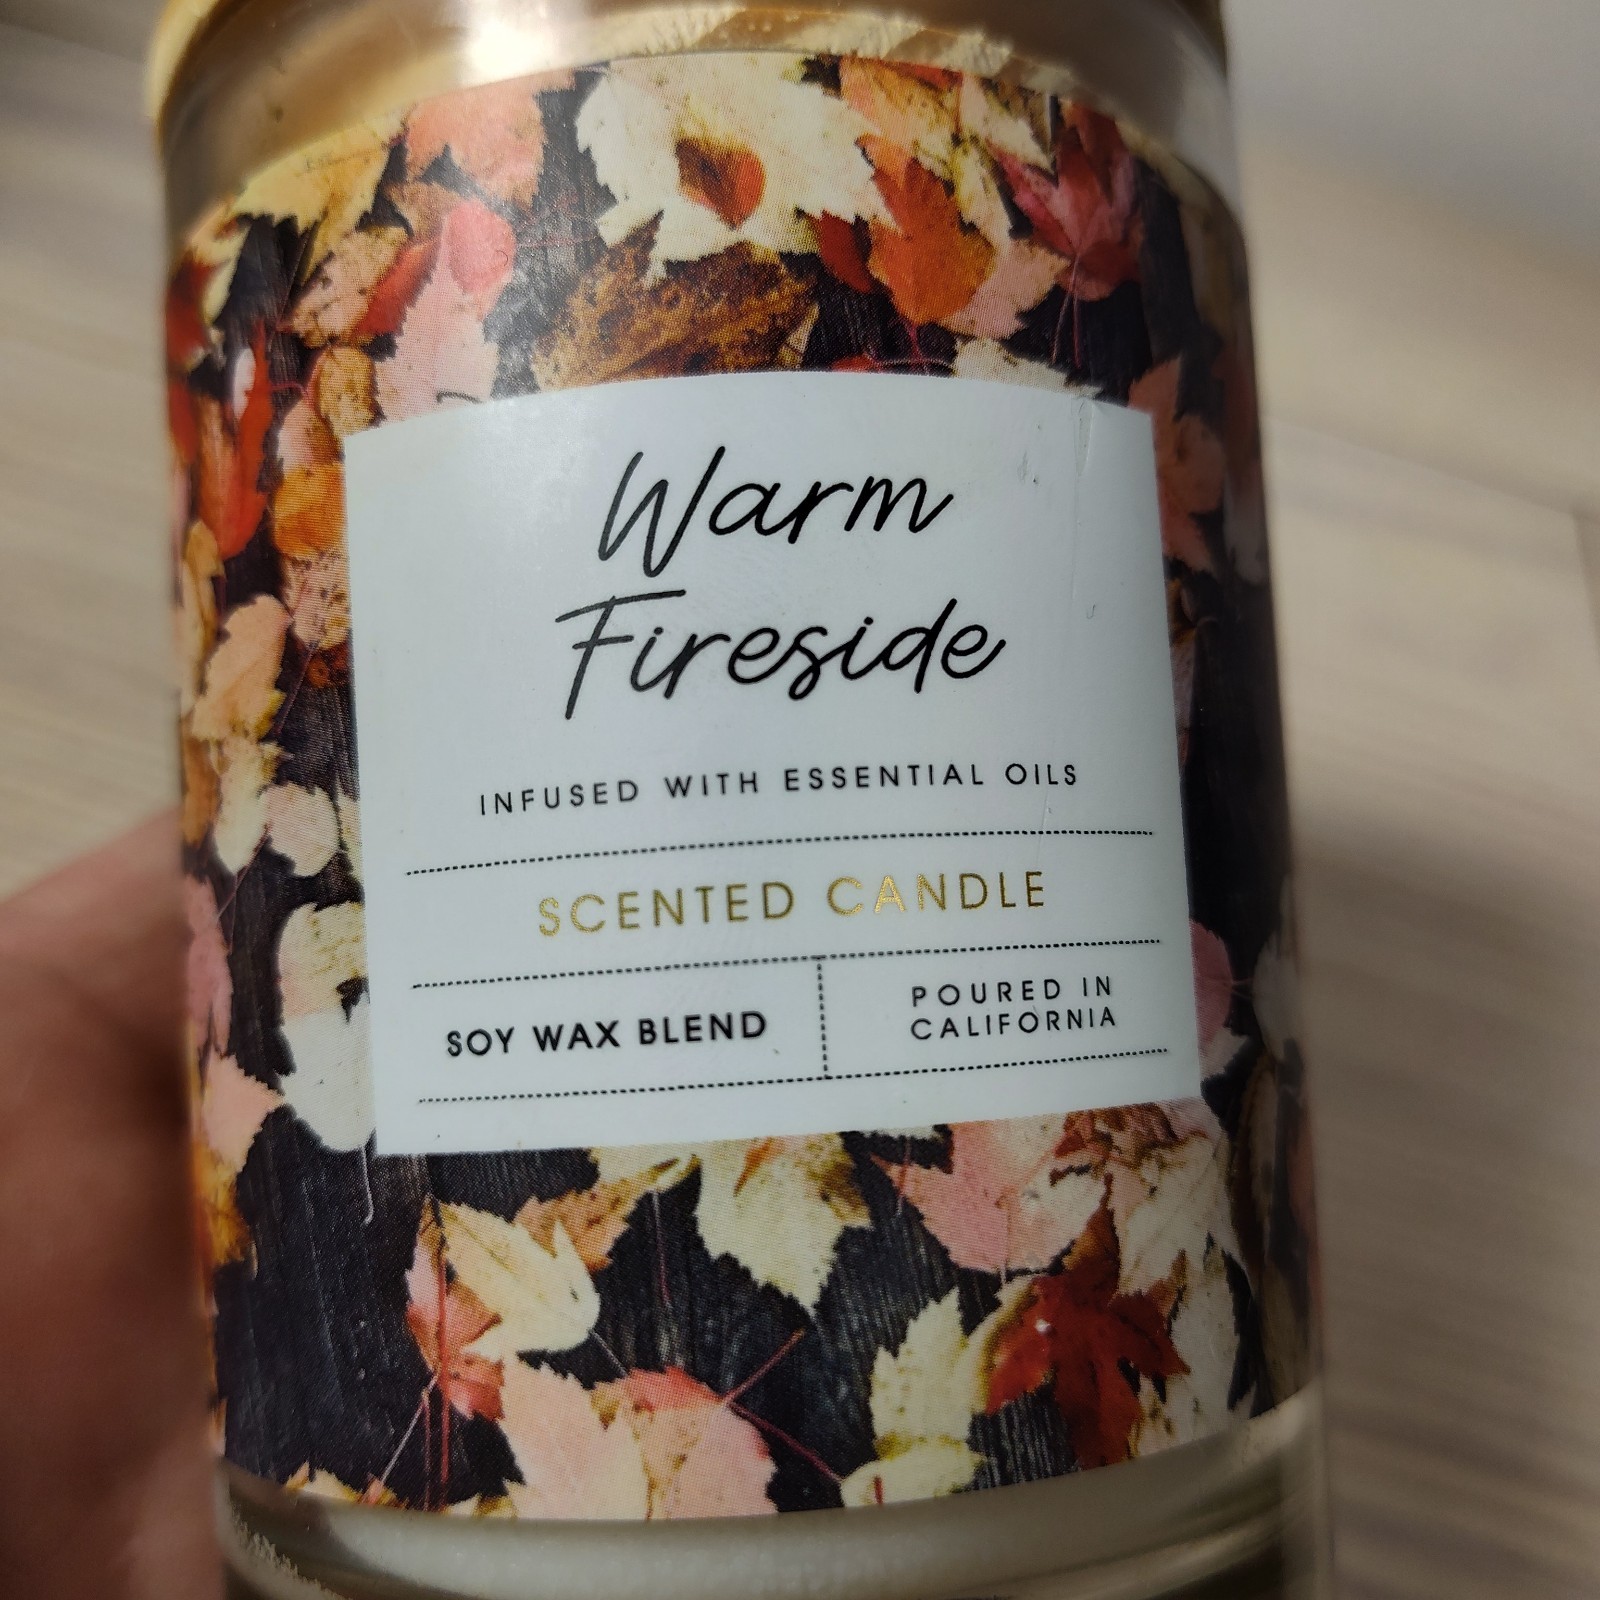 Warm
Fireside
INFUSED WITH ESSENTIAL OILS
SCENTED CANDLE
SOY WAX BLEND
POURED IN
CALIFORNIA